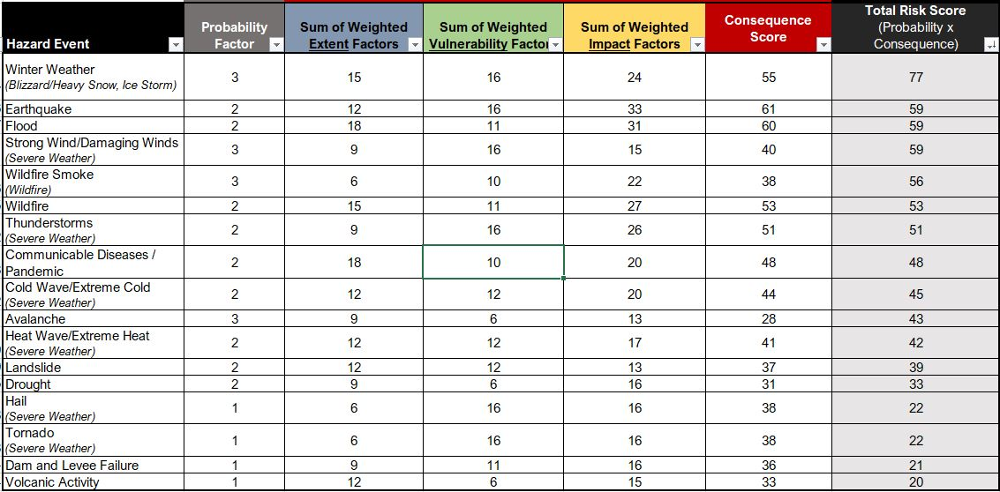 Hazard Event Probability Factor Sum of Weighted Extent Factors Sum of Weighted Vulnerability Facto Sum of Weighted Impact Factors Consequence Score Total Risk Score (Probability x Consequence)
Winter Weather (Blizzard/Heavy Snow, Ice Storm) 3 15 16 24 55 77
Earthquake 2 12 16 33 61 59
Flood 2 18 11 31 60 59
Strong Wind/Damaging Winds (Severe Weather) 3 9 16 15 40 59
Wildfire Smoke (Wildfire) 3 6 10 22 38 56
Wildfire 2 15 11 27 53 53
Thunderstorms (Severe Weather) 2 9 16 26 51 51
Communicable Diseases / Pandemic 2 18 10 20 48 48
Cold Wave/Extreme Cold (Severe Weather) 2 12 12 20 44 45
Avalanche 3 9 6 13 28 43
Heat Wave/Extreme Heat (Severe Weather) 2 12 12 17 41 42
Landslide 2 12 12 13 37 39
Drought 2 9 6 16 31 33
Hail (Severe Weather) 1 6 16 16 38 22
Tornado (Severe Weather) 1 6 16 16 38 22
Dam and Levee Failure 1 9 11 16 36 21
Volcanic Activity 1 12 6 15 33 20